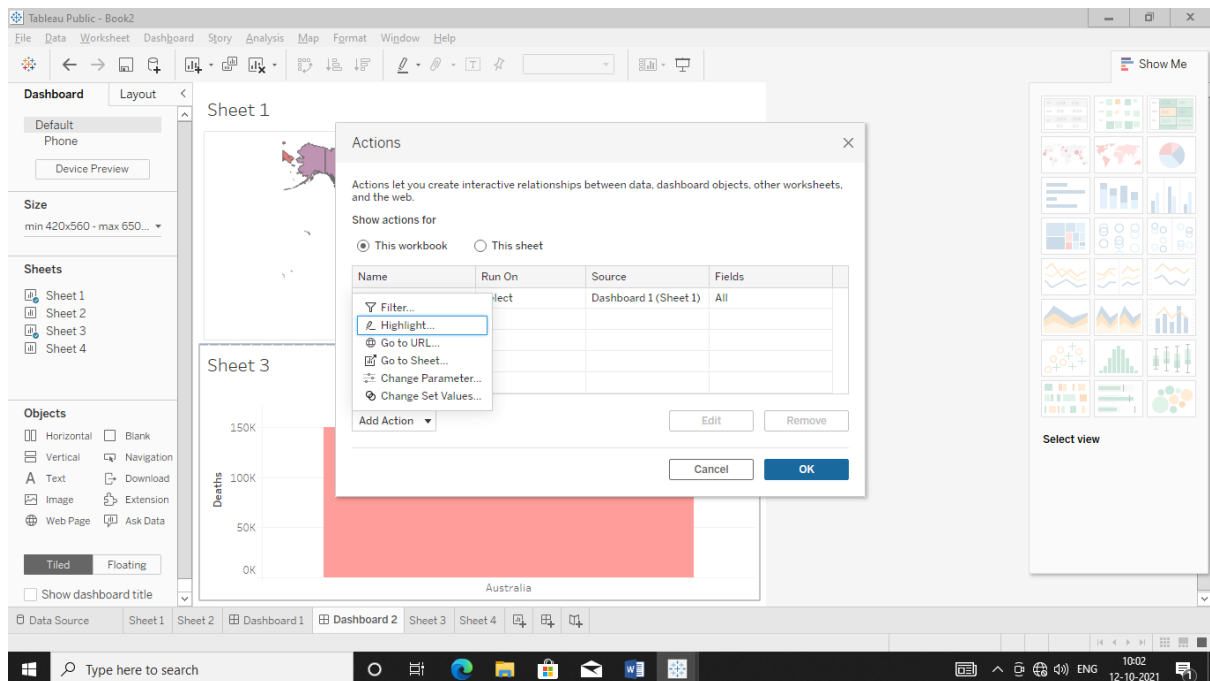 Tableau Public - Book2
File Data Worksheet Dashboard Story Analysis Map Format Window Help
Show Me
Dashboard Layout
Default
Phone
Device Preview
Size
min 420x560 - max 650...
Sheets
Sheet 1
Sheet 2
Sheet 3
Sheet 4
Objects
Horizontal Blank
Vertical Navigation
Text Download
Image Extension
Web Page Ask Data
Tiled Floating
Show dashboard title
Sheet 1
Sheet 3
150K
100K
50K
0K
Deaths
Australia
Actions
Actions let you create interactive relationships between data, dashboard objects, other worksheets,
and the web.
Show actions for
This workbook This sheet
Name Run On Source Fields
elect Dashboard 1 (Sheet 1) All
Filter...
Highlight...
Go to URL...
Go to Sheet...
Change Parameter...
Change Set Values...
Add Action Edit Remove
Cancel OK
Select view
Data Source Sheet 1 Sheet 2 Dashboard 1 Dashboard 2 Sheet 3 Sheet 4
Type here to search
ENG
10:02
12-10-2021